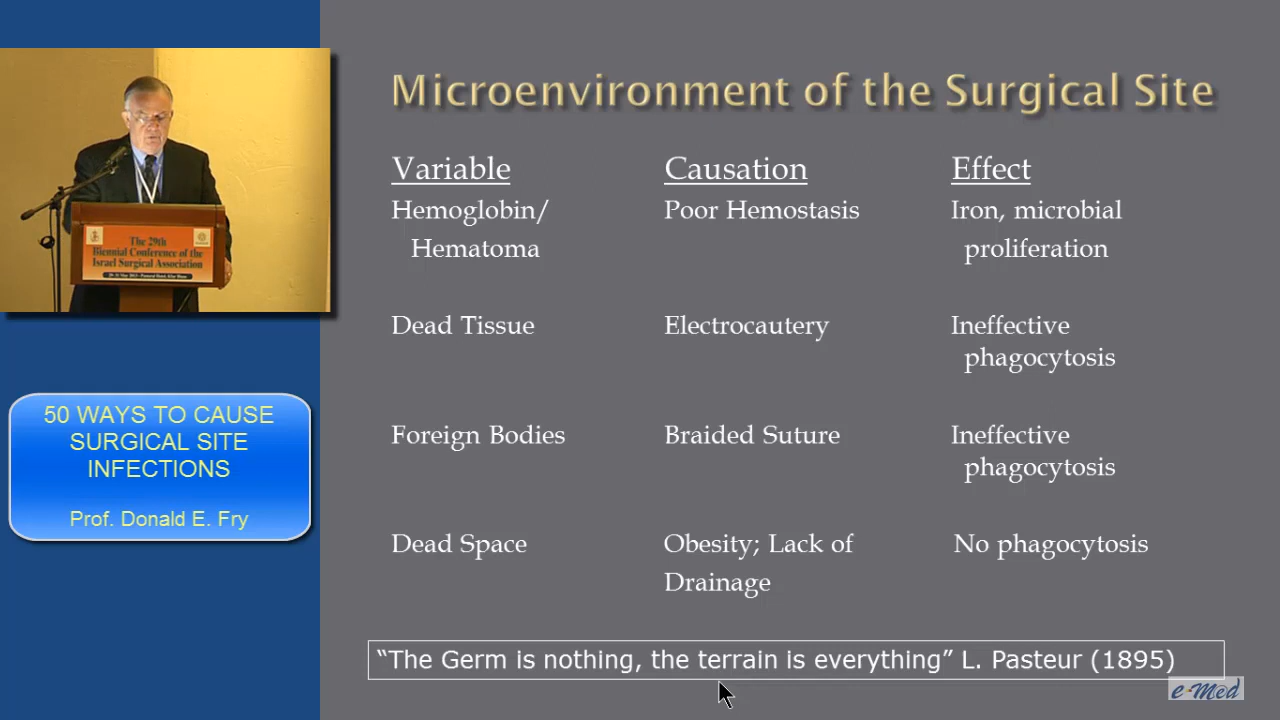 Microenvironment of the Surgical Site
Variable Causation Effect
Hemoglobin/ Poor Hemostasis Iron, microbial
Hematoma proliferation
Dead Tissue Electrocautery Ineffective
phagocytosis
Foreign Bodies Braided Suture Ineffective
phagocytosis
Dead Space Obesity; Lack of No phagocytosis
Drainage
“The Germ is nothing, the terrain is everything” L. Pasteur (1895)
e-Med
The 29th
Biennial Conference of the
Israel Surgical Association
50 WAYS TO CAUSE
SURGICAL SITE
INFECTIONS
Prof. Donald E. Fry